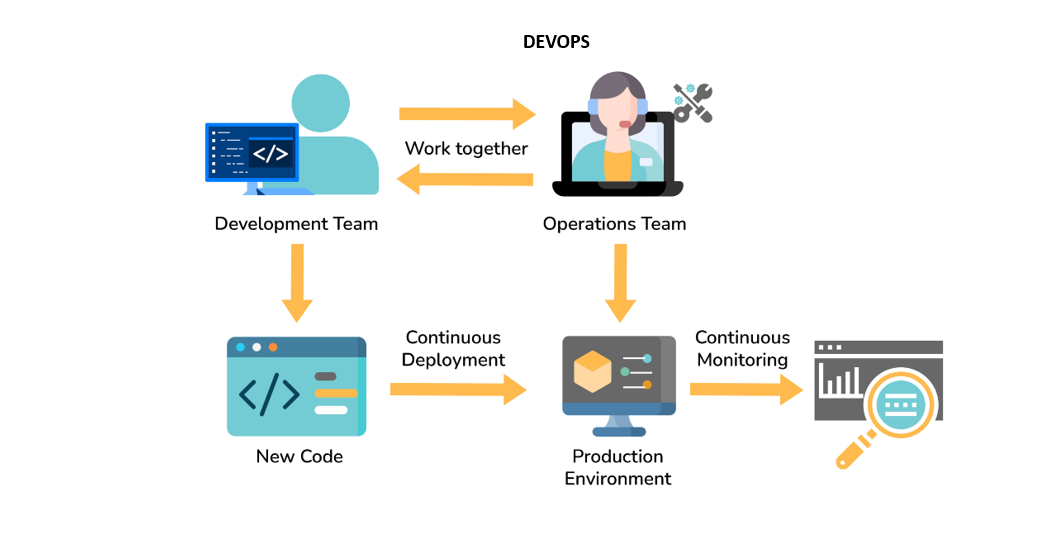 DEVOPS
</>
Work together
Development Team
Operations Team
Continuous
Deployment
Continuous
Monitoring
</>
New Code
Production
Environment